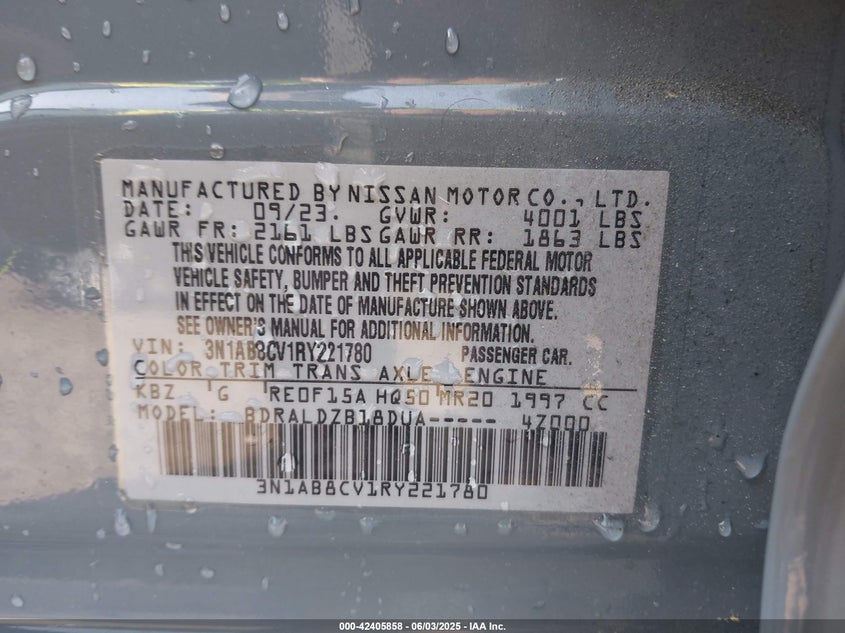 MANUFACTURED BY NISSAN MOTOR CO., LTD.
DATE: 09/23. GVWR: 4001 LBS
GAWR FR: 2161 LBS GAWR RR: 1863 LBS
THIS VEHICLE CONFORMS TO ALL APPLICABLE FEDERAL MOTOR
VEHICLE SAFETY, BUMPER AND THEFT PREVENTION STANDARDS
IN EFFECT ON THE DATE OF MANUFACTURE SHOWN ABOVE.
SEE OWNER'S MANUAL FOR ADDITIONAL INFORMATION.
VIN: 3N1AB8CV1RY221780 PASSENGER CAR.
COLOR TRIM TRANS AXLE ENGINE
KBZ G RE0F15A HQ50 MR20 1997 CC
MODEL: BDRALDZB18DUA----- 4Z000
3N1AB8CV1RY221780
000-42405858 - 06/03/2025 - IAA Inc.